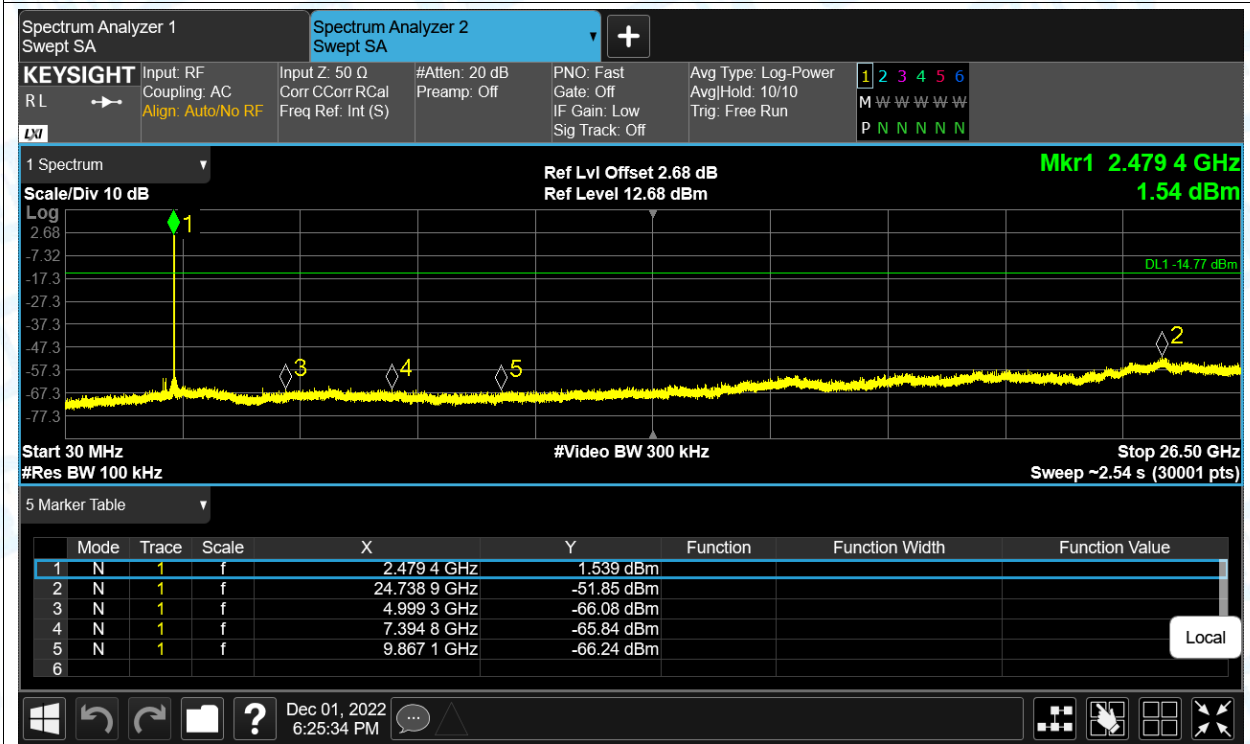 Spectrum Analyzer 1
Swept SA
Spectrum Analyzer 2
Swept SA
KEYSIGHT
R L
LXI
Input: RF
Coupling: AC
Align: Auto/No RF
Input Z: 50 Ω
Corr CCorr RCal
Freq Ref: Int (S)
#Atten: 20 dB
Preamp: Off
PNO: Fast
Gate: Off
IF Gain: Low
Sig Track: Off
Avg Type: Log-Power
Avg|Hold: 10/10
Trig: Free Run
1 2 3 4 5 6
M W W W W W
P N N N N N
1 Spectrum
Scale/Div 10 dB
Ref Lvl Offset 2.68 dB
Ref Level 12.68 dBm
Mkr1 2.479 4 GHz
1.54 dBm
Log
2.68
-7.32
-17.3
-27.3
-37.3
-47.3
-57.3
-67.3
-77.3
1
DL1 -14.77 dBm
2
3
4
5
Start 30 MHz
#Res BW 100 kHz
#Video BW 300 kHz
Stop 26.50 GHz
Sweep ~2.54 s (30001 pts)
5 Marker Table
Mode Trace Scale X Y Function Function Width Function Value
1 N 1 f 2.479 4 GHz 1.539 dBm
2 N 1 f 24.738 9 GHz -51.85 dBm
3 N 1 f 4.999 3 GHz -66.08 dBm
4 N 1 f 7.394 8 GHz -65.84 dBm
5 N 1 f 9.867 1 GHz -66.24 dBm
6
Local
?
Dec 01, 2022
6:25:34 PM